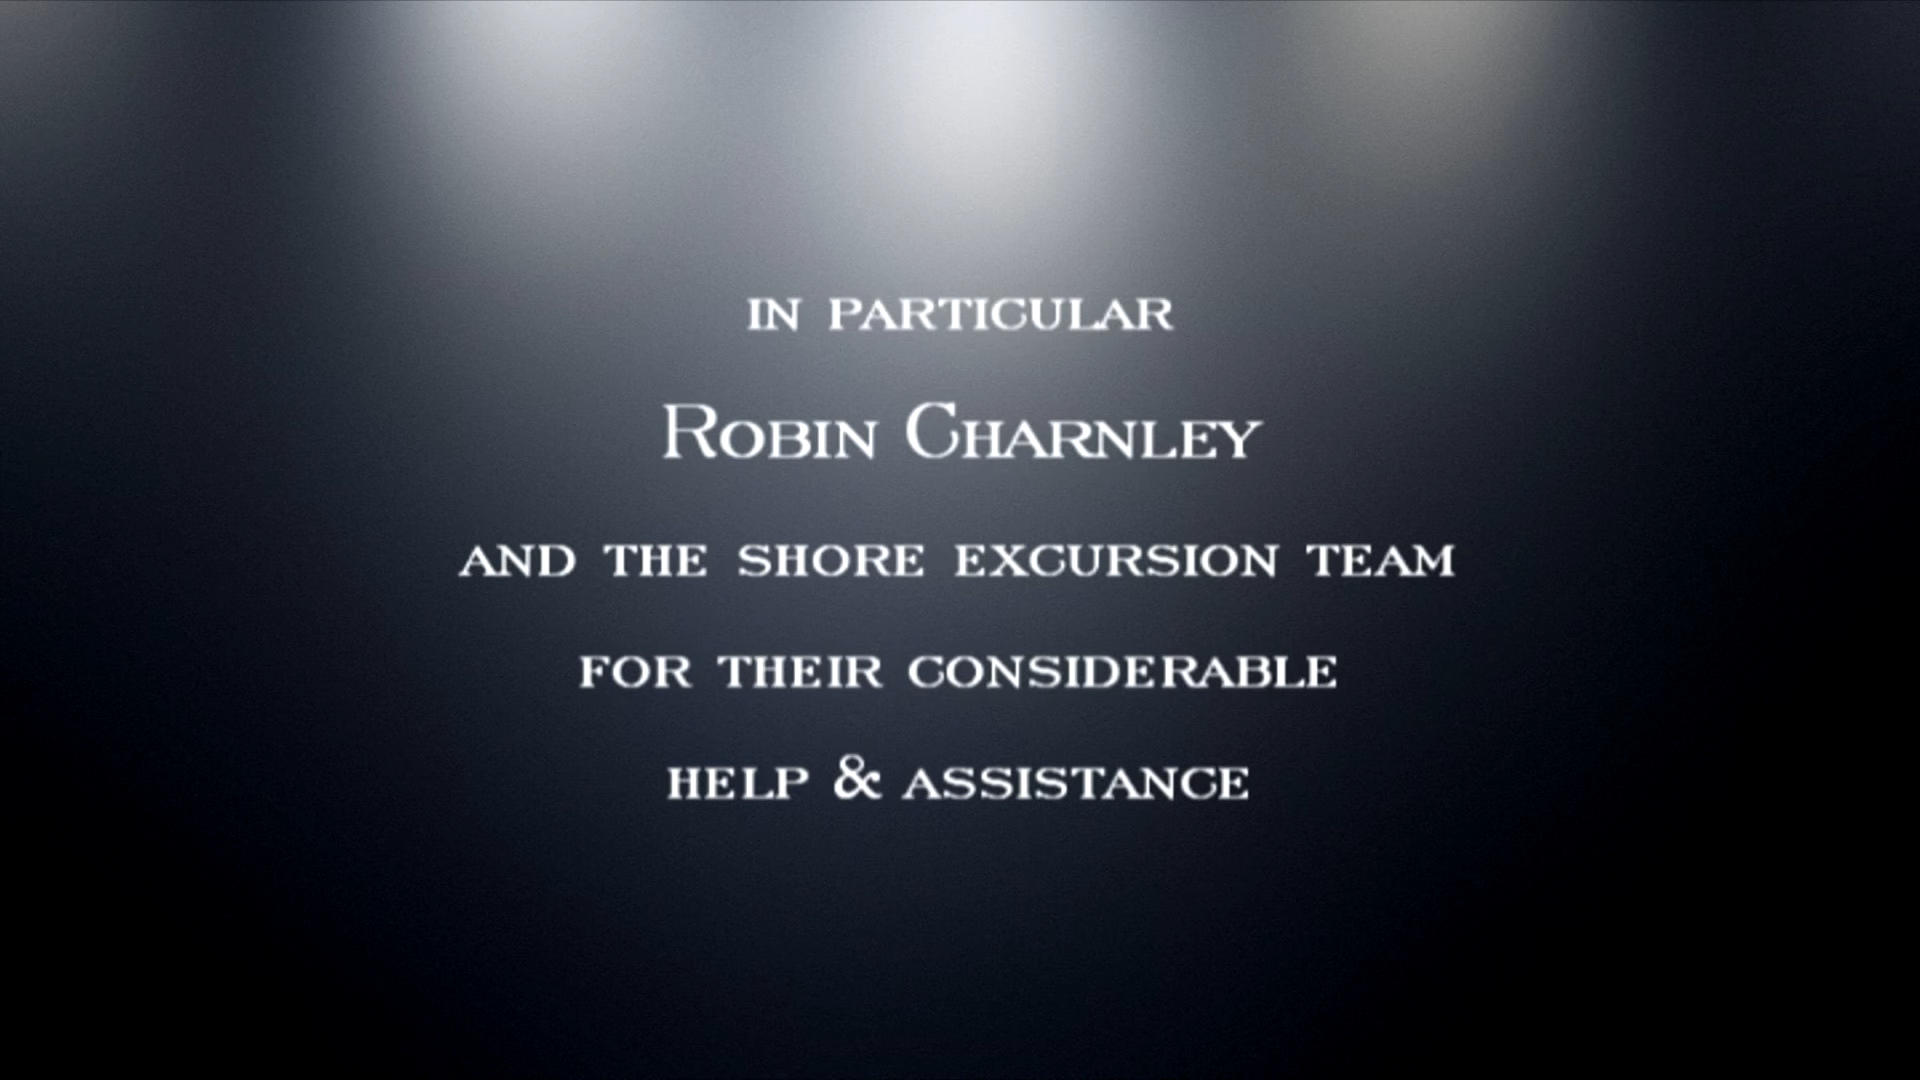 IN PARTICULAR
ROBIN CHARNLEY
AND THE SHORE EXCURSION TEAM
FOR THEIR CONSIDERABLE
HELP & ASSISTANCE